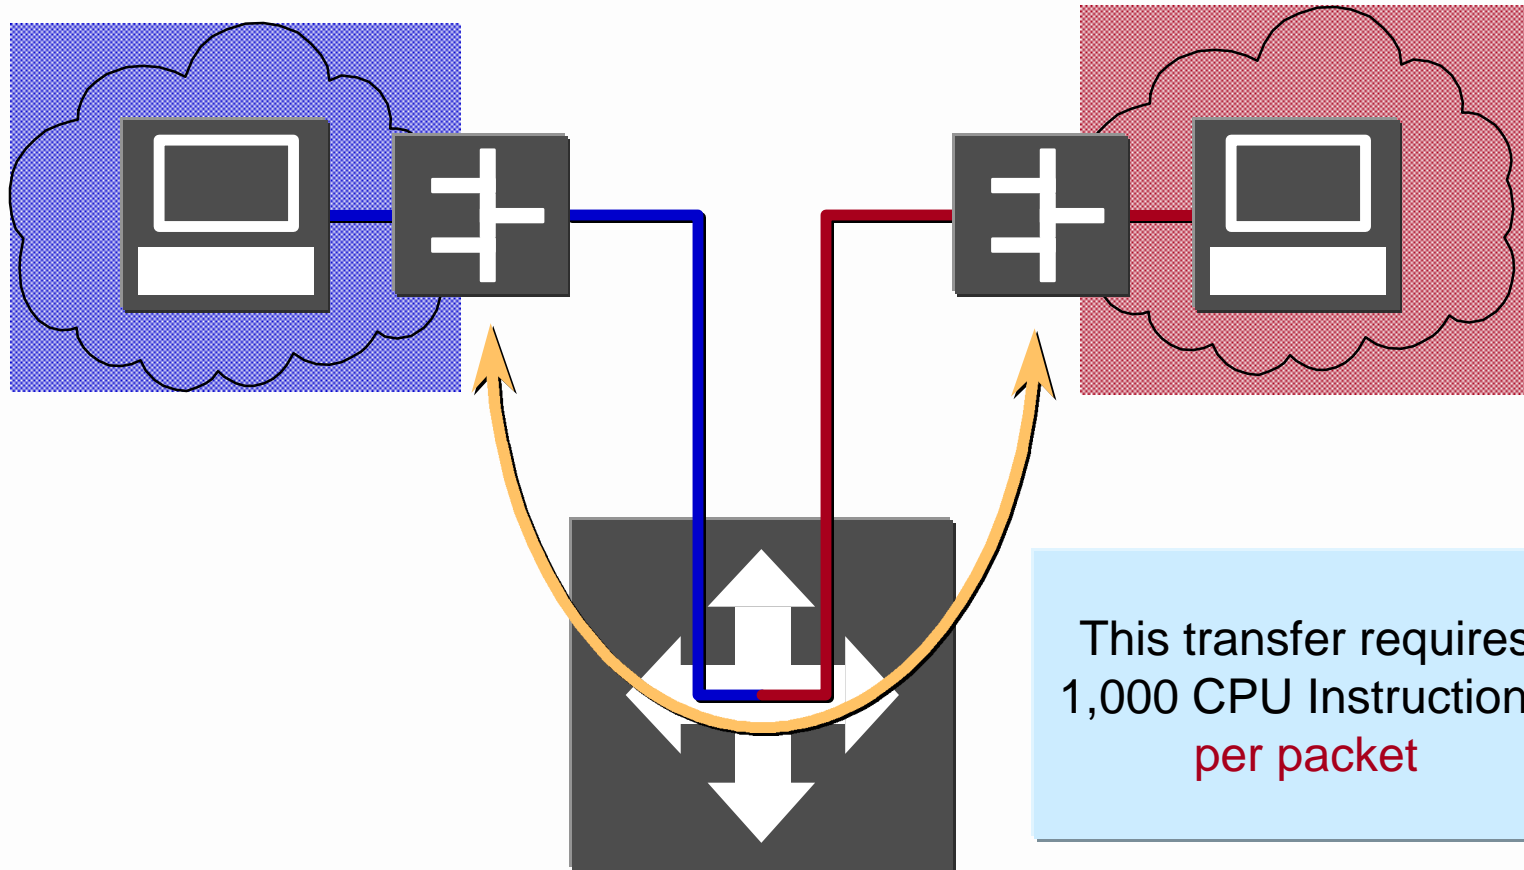 This transfer requires
1,000 CPU Instruction
per packet